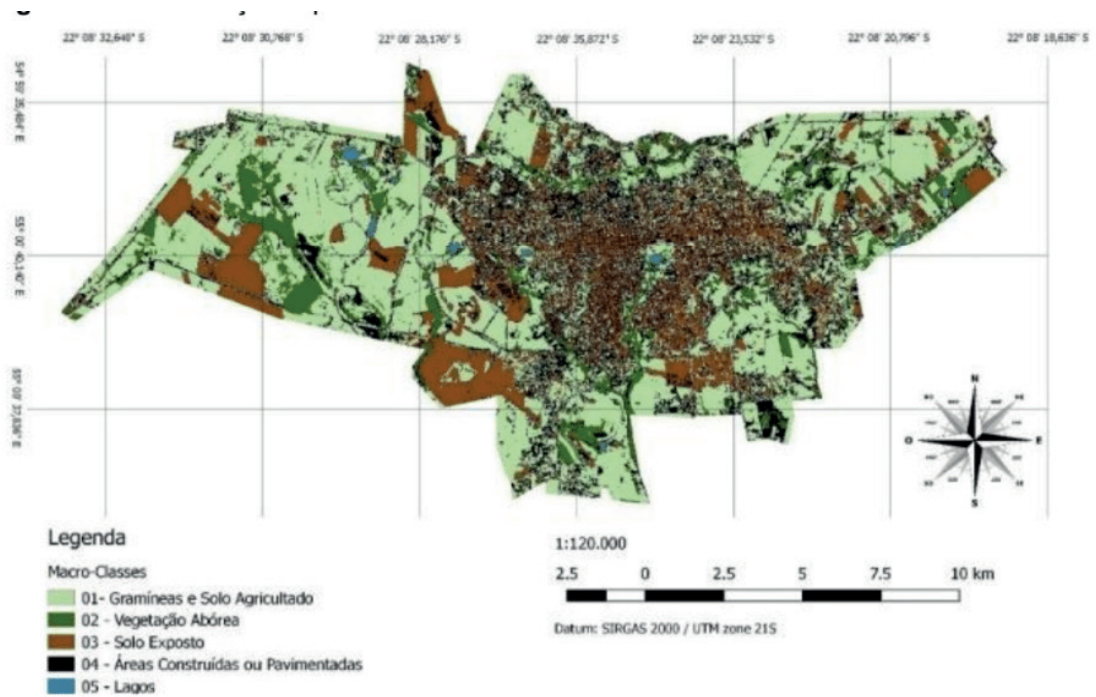 22° 08' 32,640" S 22° 08' 30,768" S 22° 08' 28,176" S 22° 08' 35,872" S 22° 08' 23,532" S 22° 08' 20,796" S 22° 08' 18,636" S
N
O E
S
Legenda
Macro-Classes
01- Gramíneas e Solo Agricultado
02 - Vegetação Abórea
03 - Solo Exposto
04 - Áreas Construídas ou Pavimentadas
05 - Lagos
1:120.000
2.5 0 2.5 5 7.5 10 km
Datum: SIRGAS 2000 / UTM zone 21S